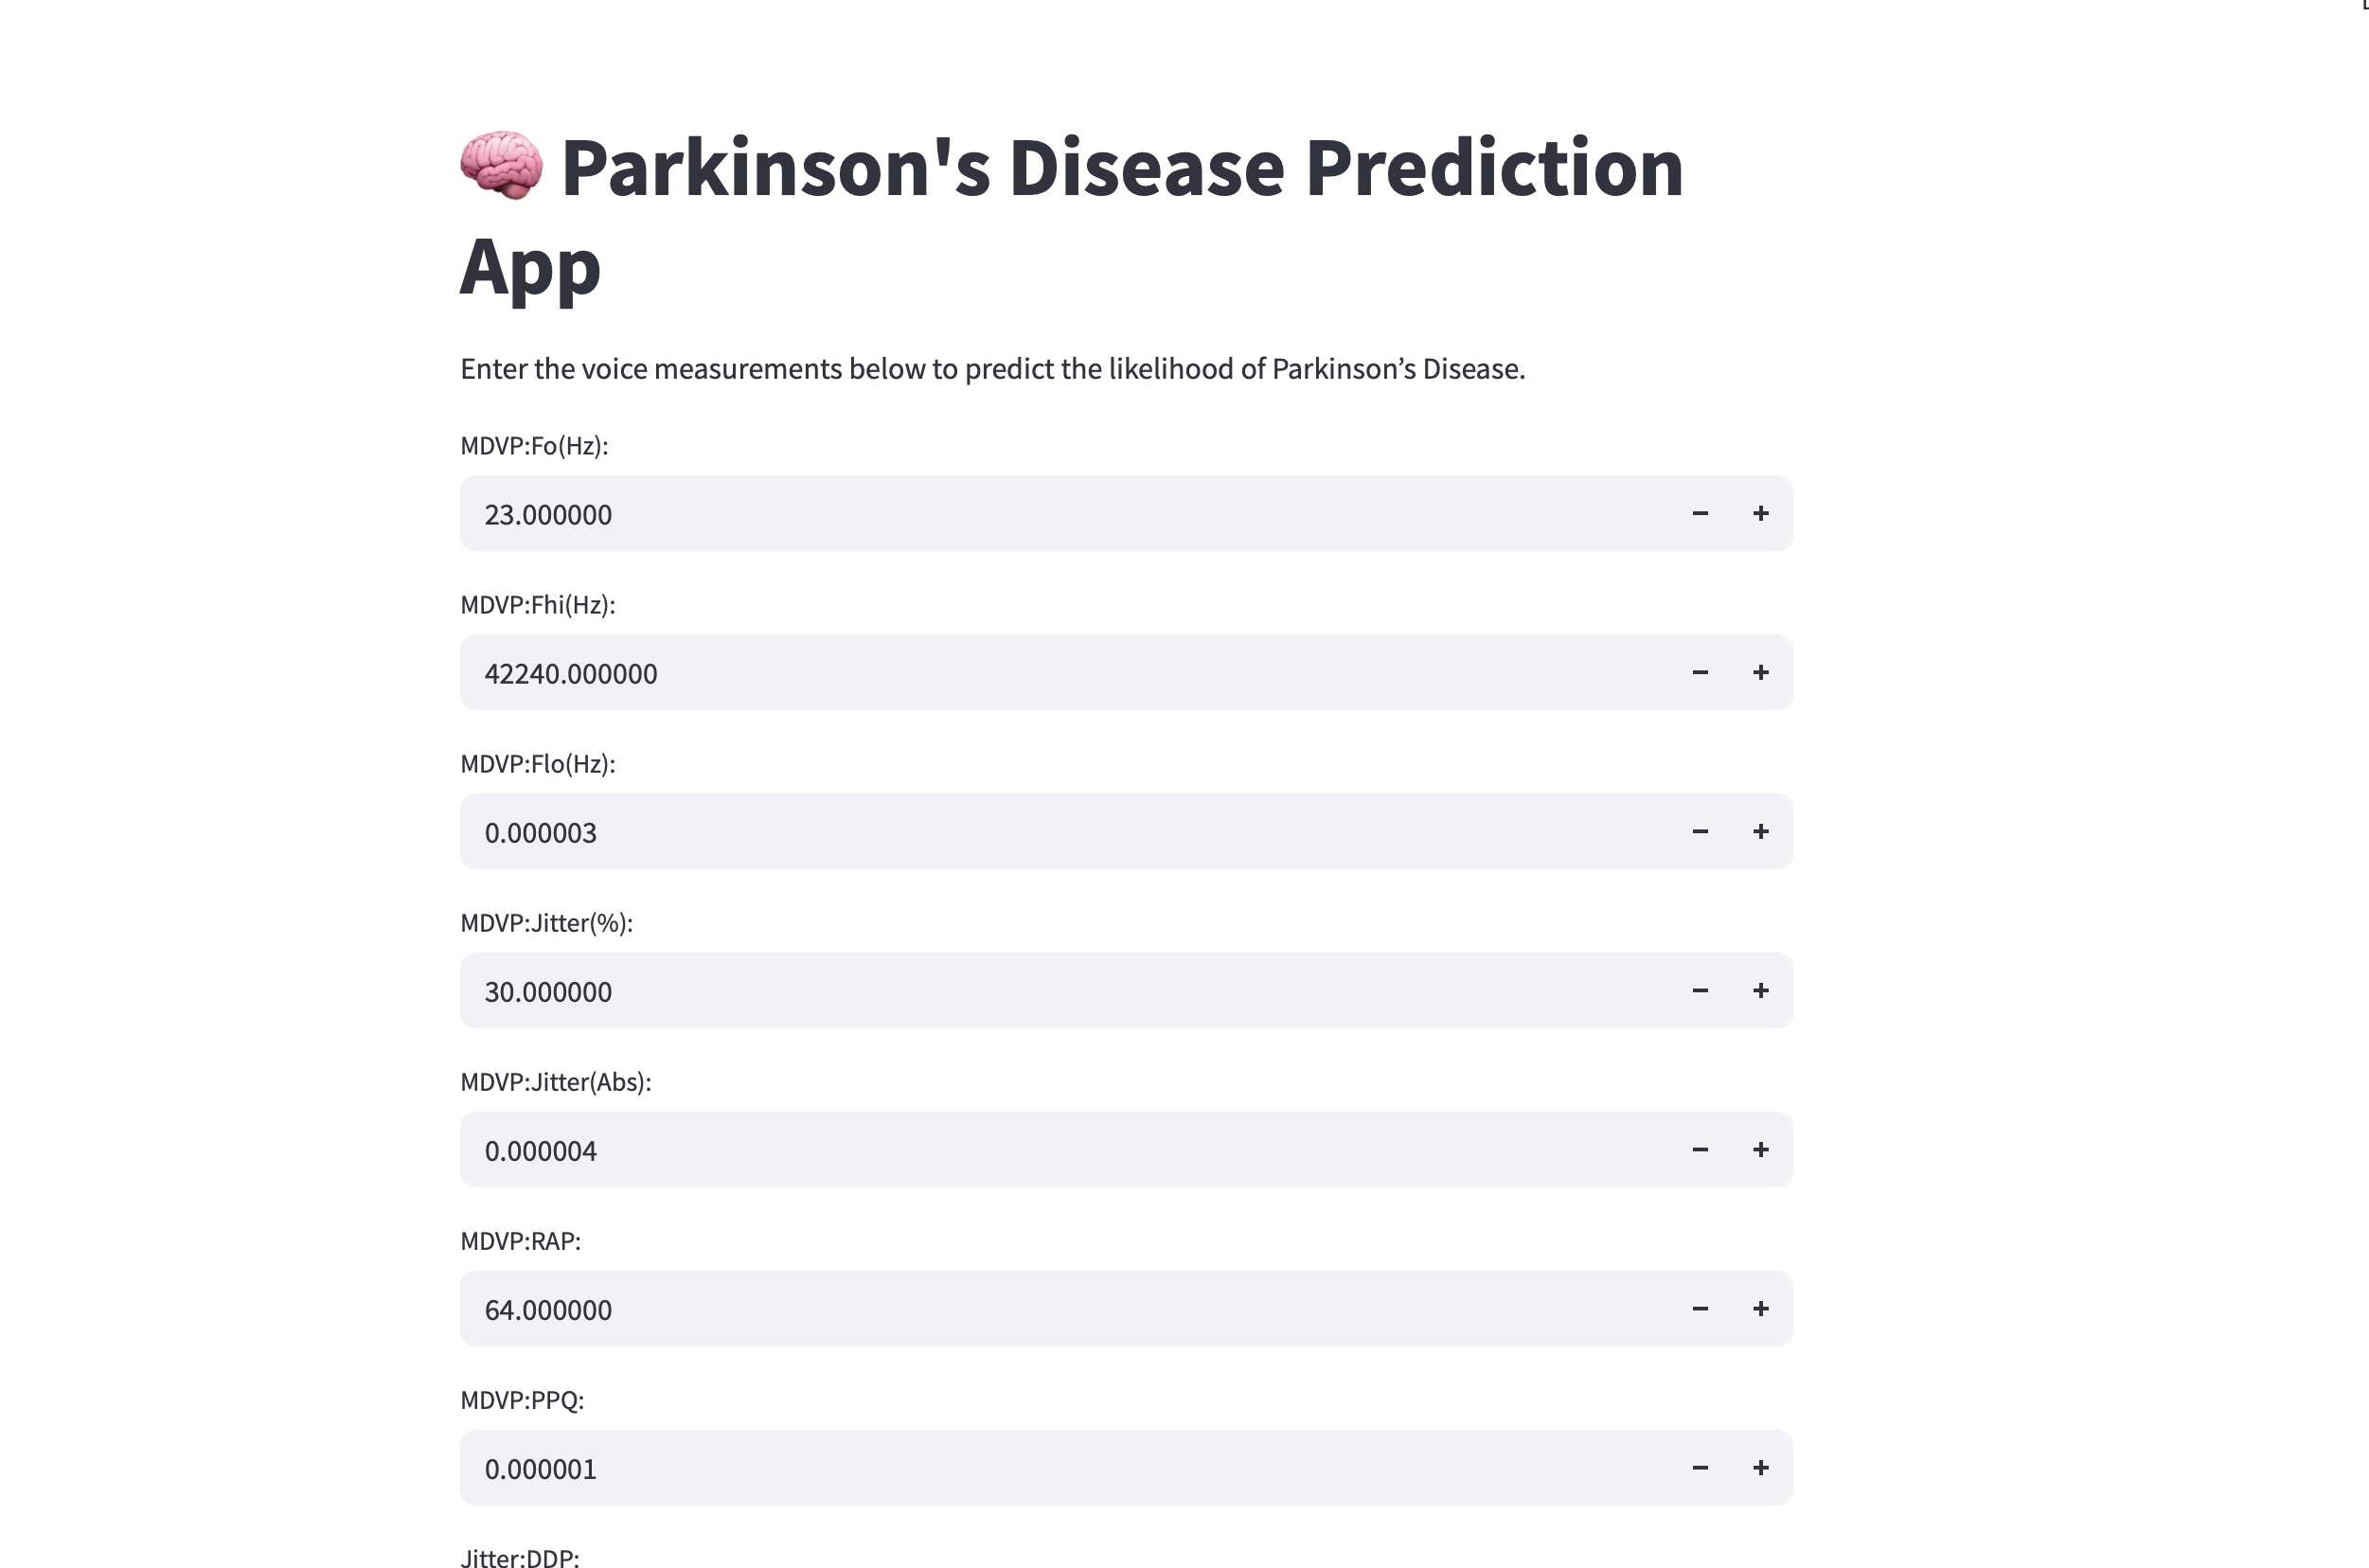 🧠 Parkinson's Disease Prediction
App
Enter the voice measurements below to predict the likelihood of Parkinson’s Disease.
MDVP:Fo(Hz):
23.000000
MDVP:Fhi(Hz):
42240.000000
MDVP:Flo(Hz):
0.000003
MDVP:Jitter(%):
30.000000
MDVP:Jitter(Abs):
0.000004
MDVP:RAP:
64.000000
MDVP:PPQ:
0.000001
Jitter:DDP: